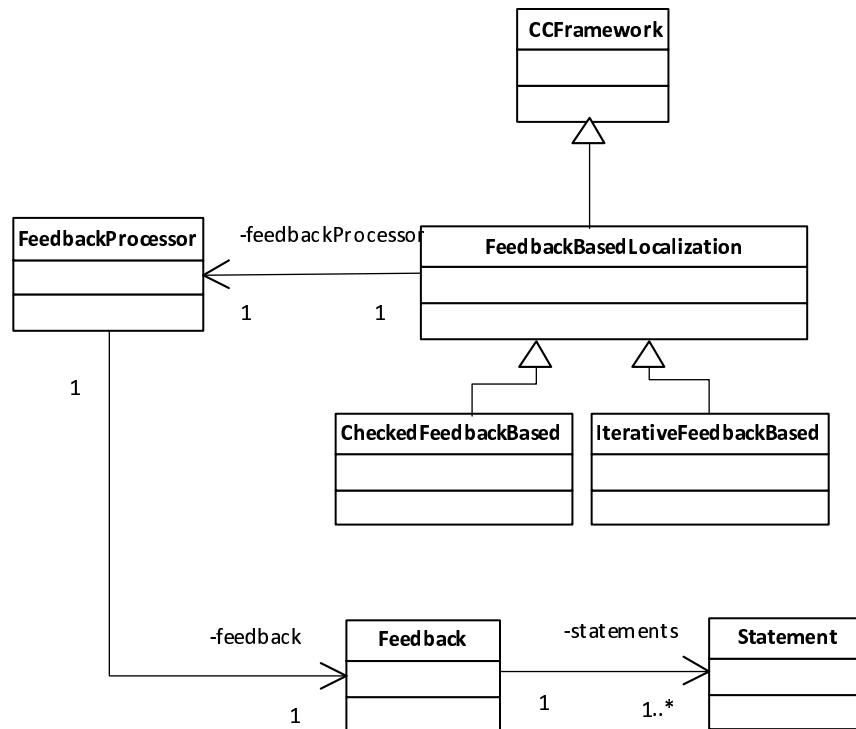 CCFramework
FeedbackProcessor
-feedbackProcessor
FeedbackBasedLocalization
1
1
1
CheckedFeedbackBased
IterativeFeedbackBased
-feedback
Feedback
-statements
Statement
1
1
1..*